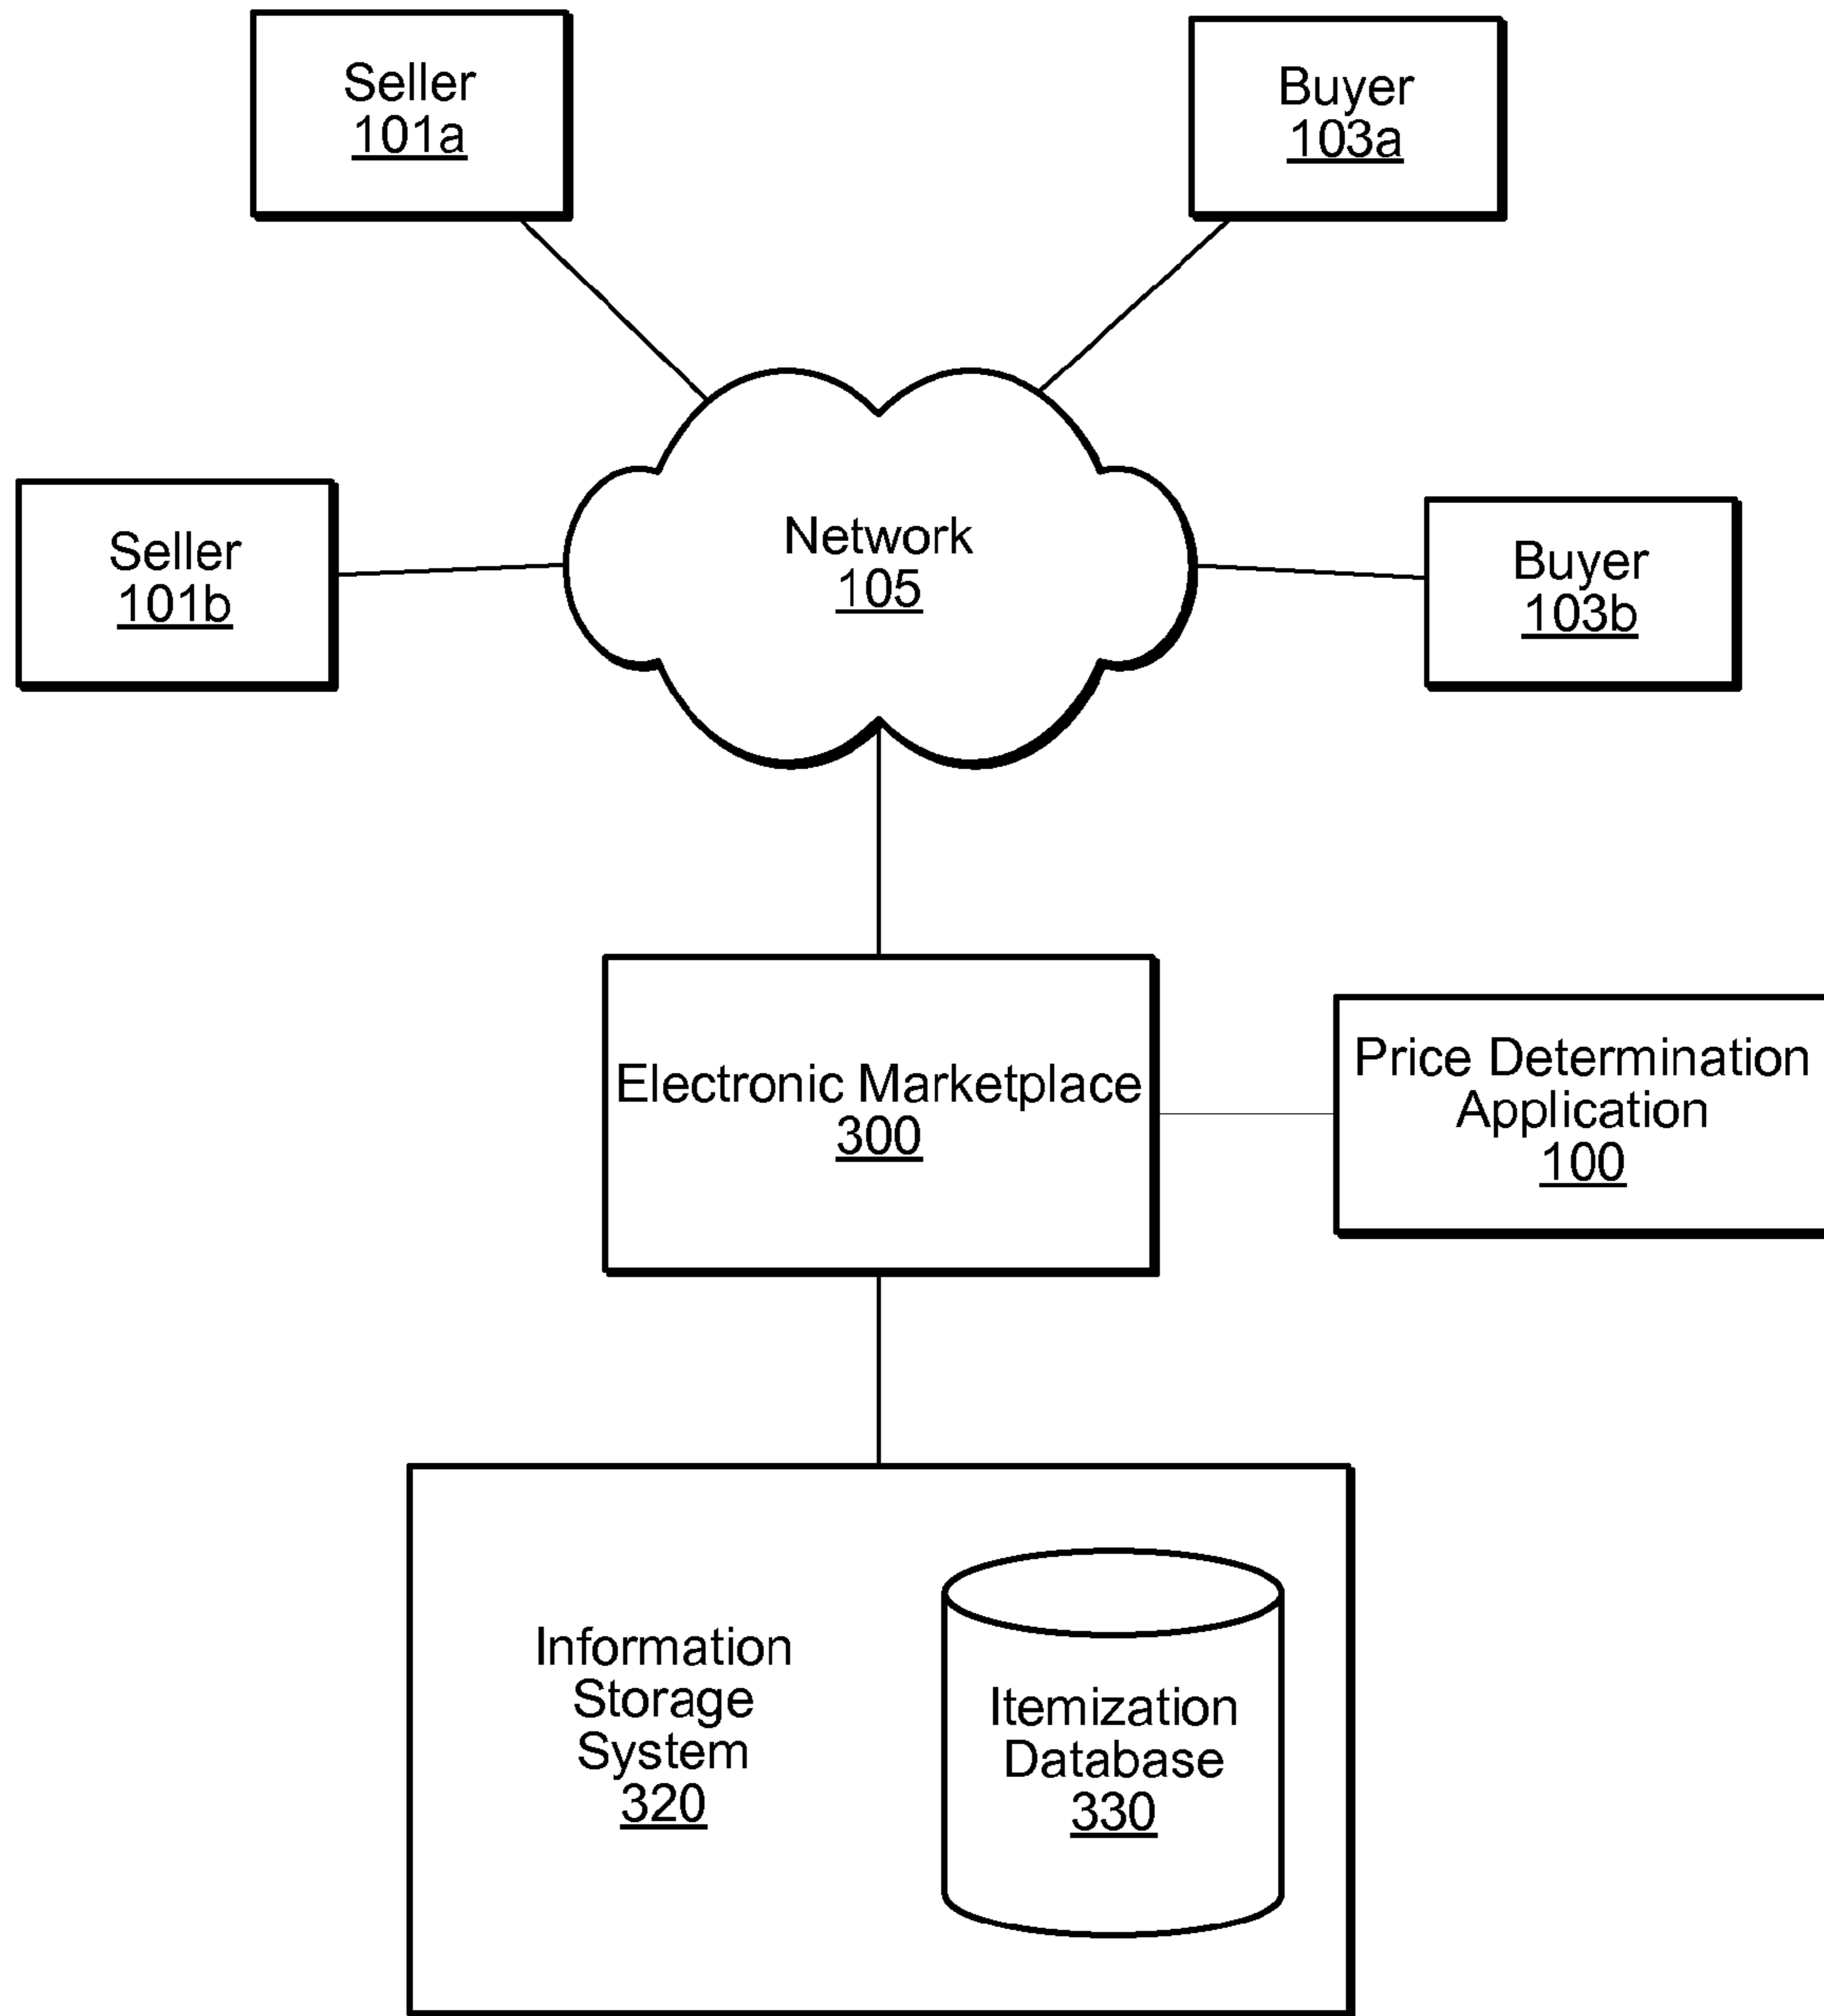 Seller
101a
Buyer
103a
Seller
101b
Network
105
Buyer
103b
Electronic Marketplace
300
Price Determination
Application
100
Information
Storage
System
320
Itemization
Database
330